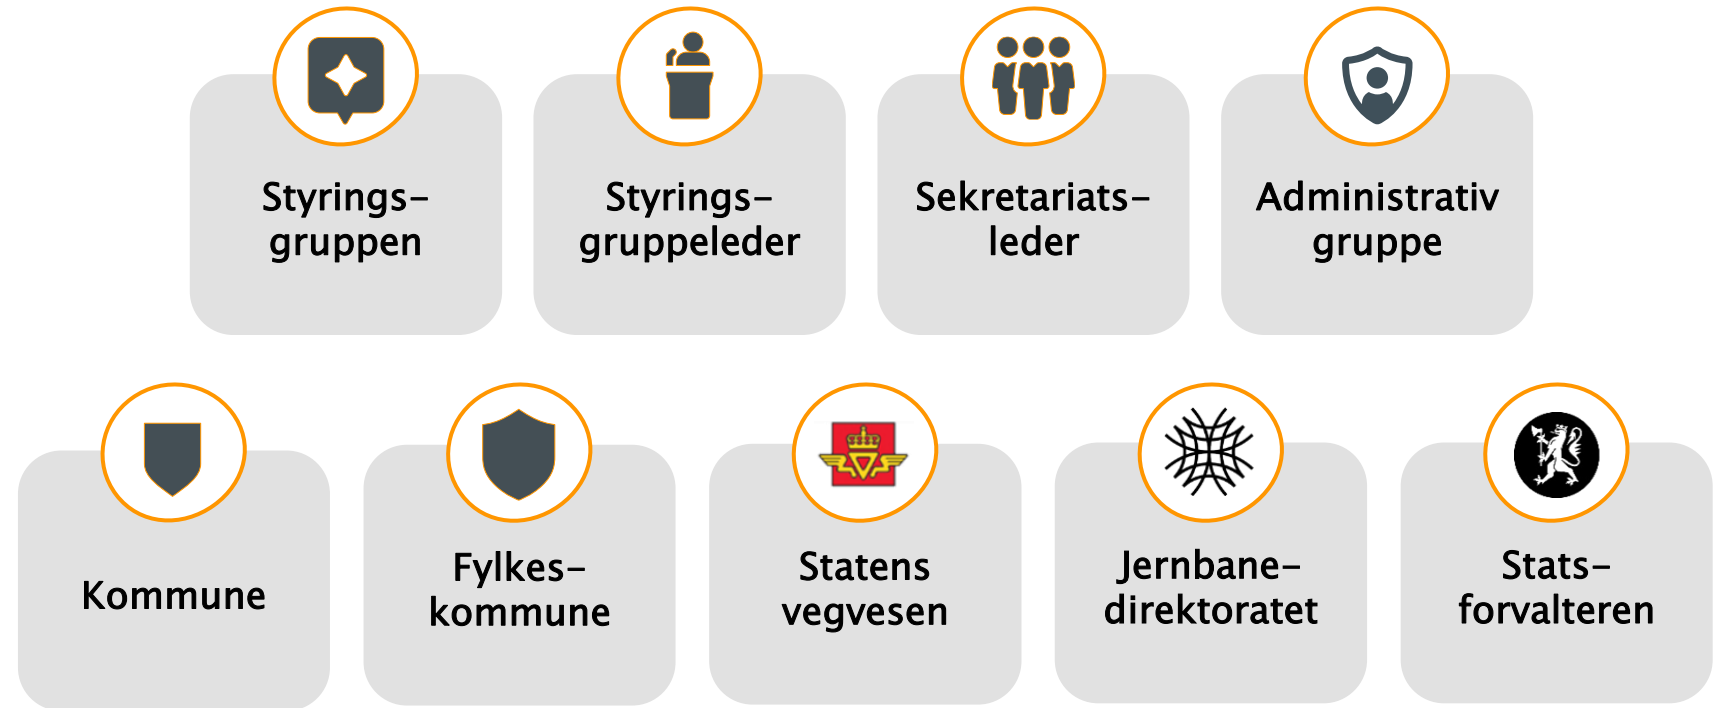 Styrings-
gruppen
Styrings-
gruppeleder
Sekretariats-
leder
Administrativ
gruppe
Kommune
Fylkes-
kommune
Statens
vegvesen
Jernbane-
direktoratet
Stats-
forvalteren